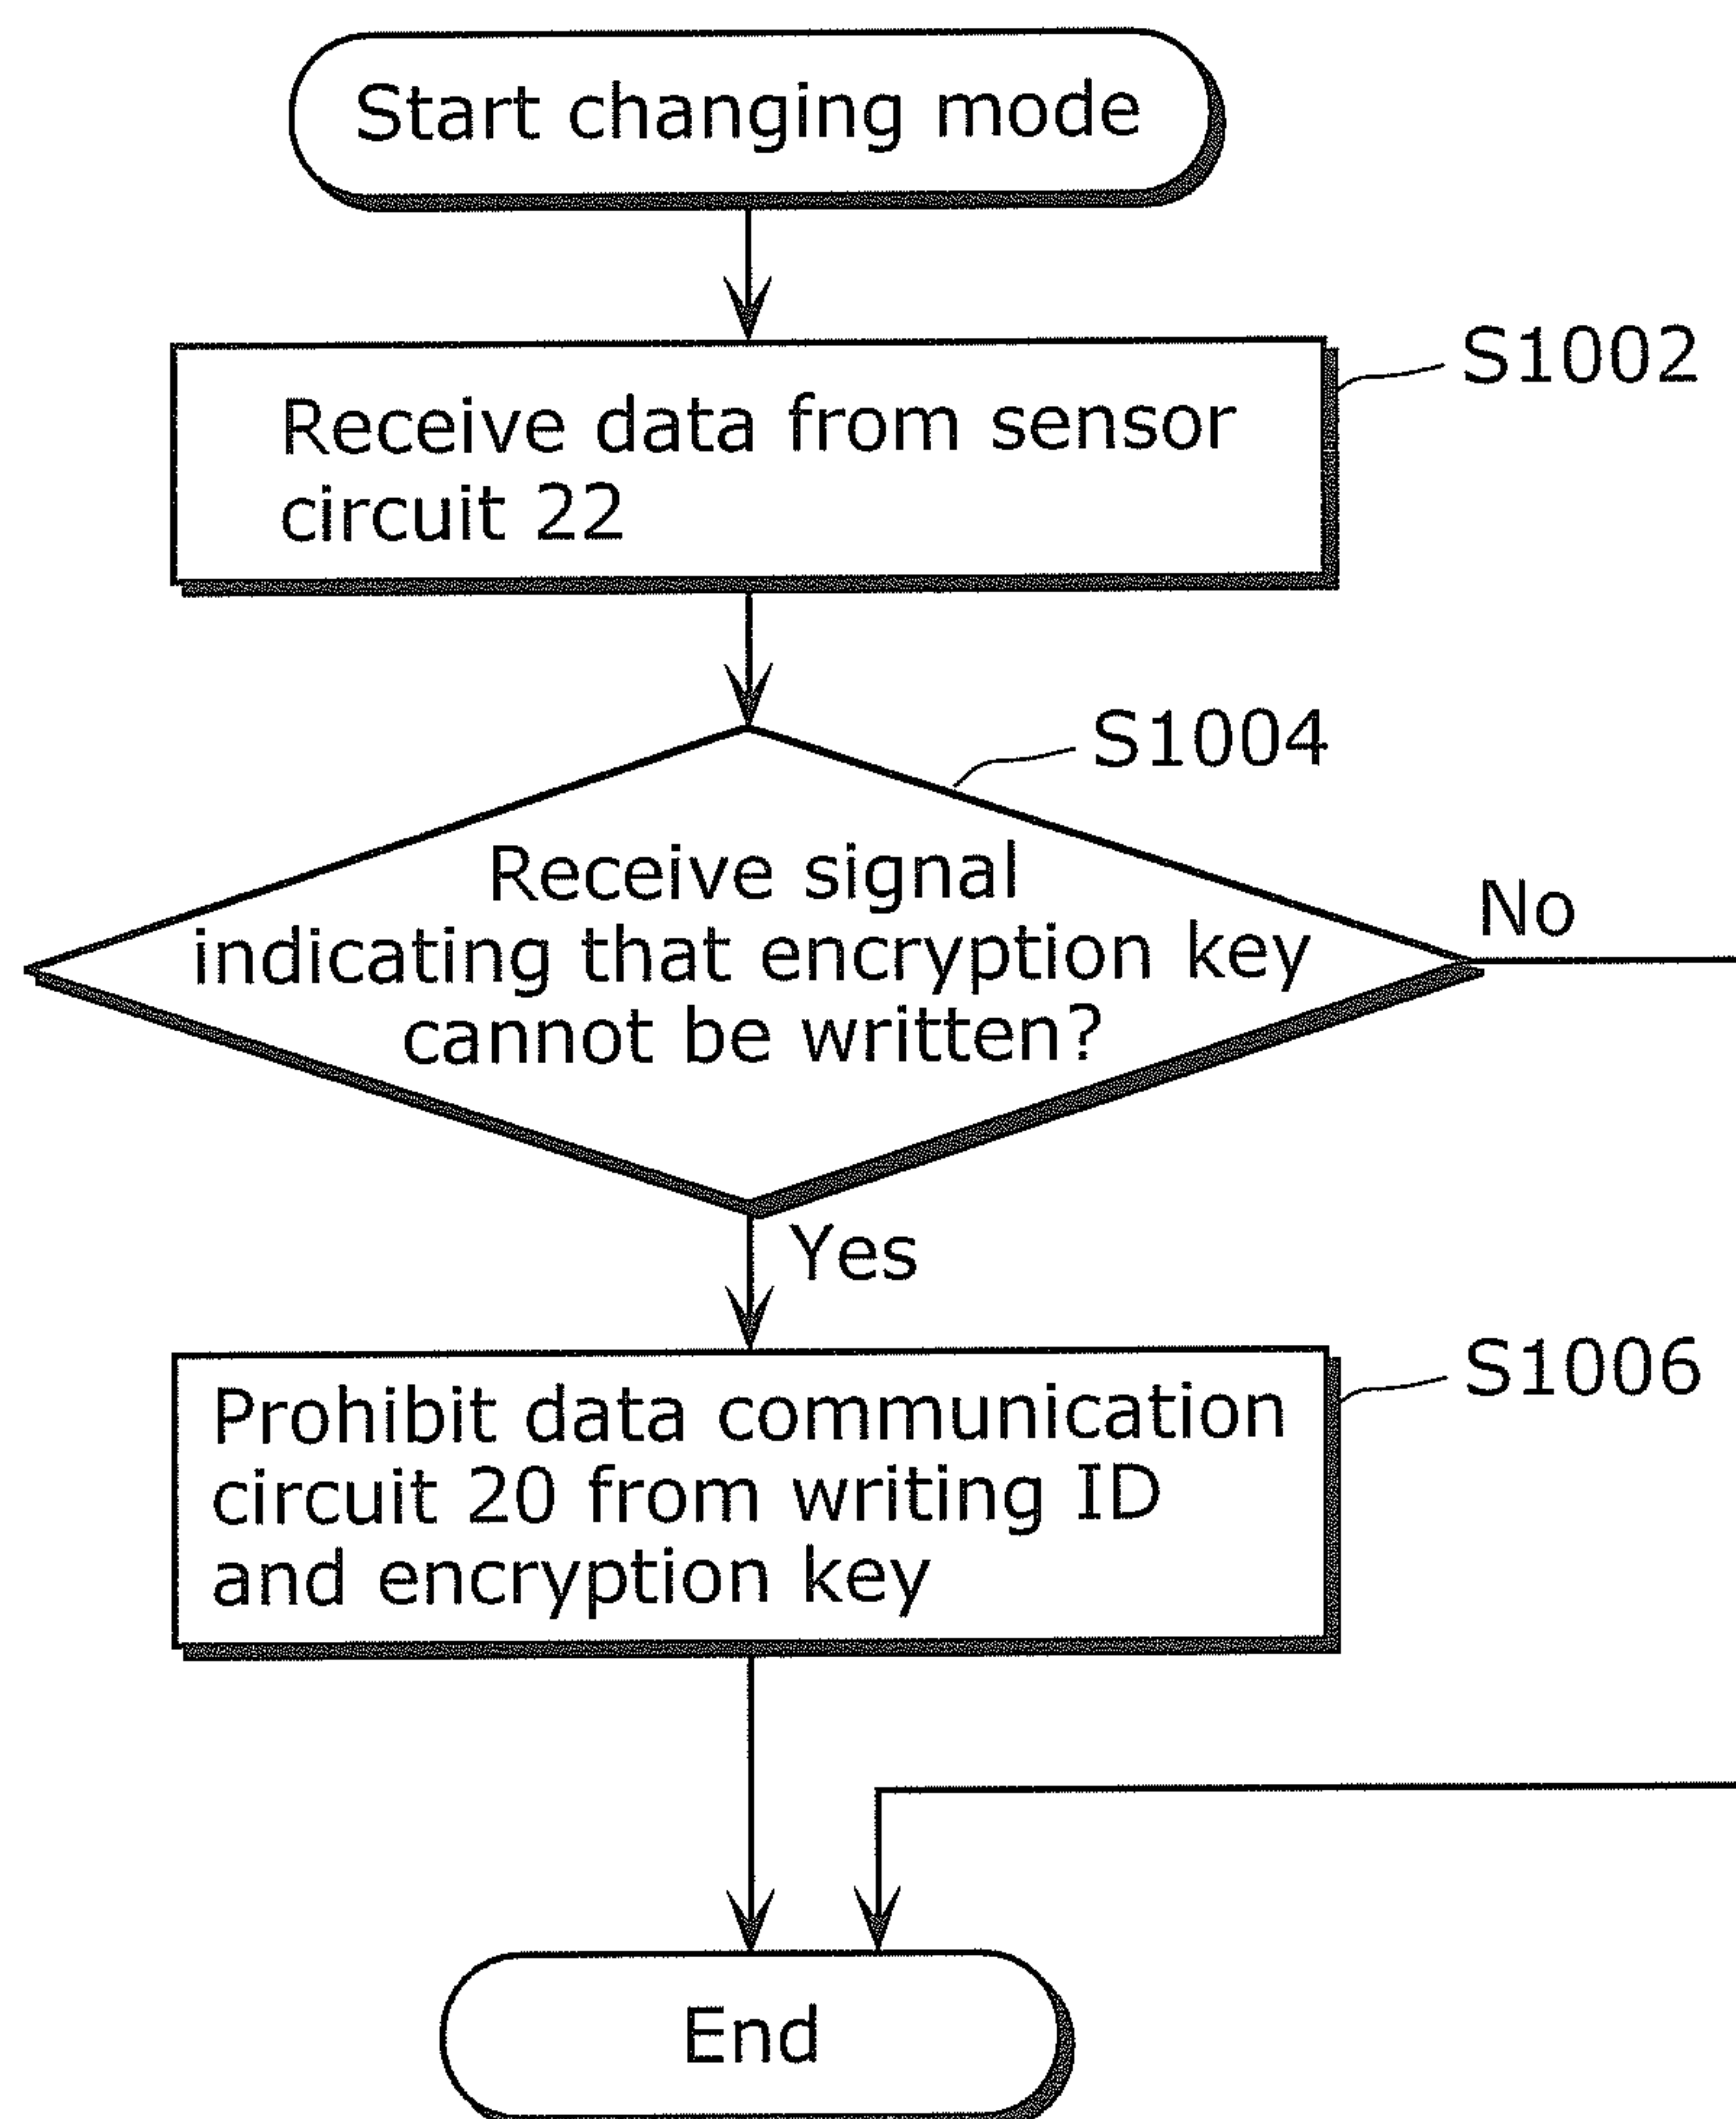 Start changing mode
S1002
Receive data from sensor
circuit 22
S1004
Receive signal
indicating that encryption key
cannot be written?
No
Yes
S1006
Prohibit data communication
circuit 20 from writing ID
and encryption key
End